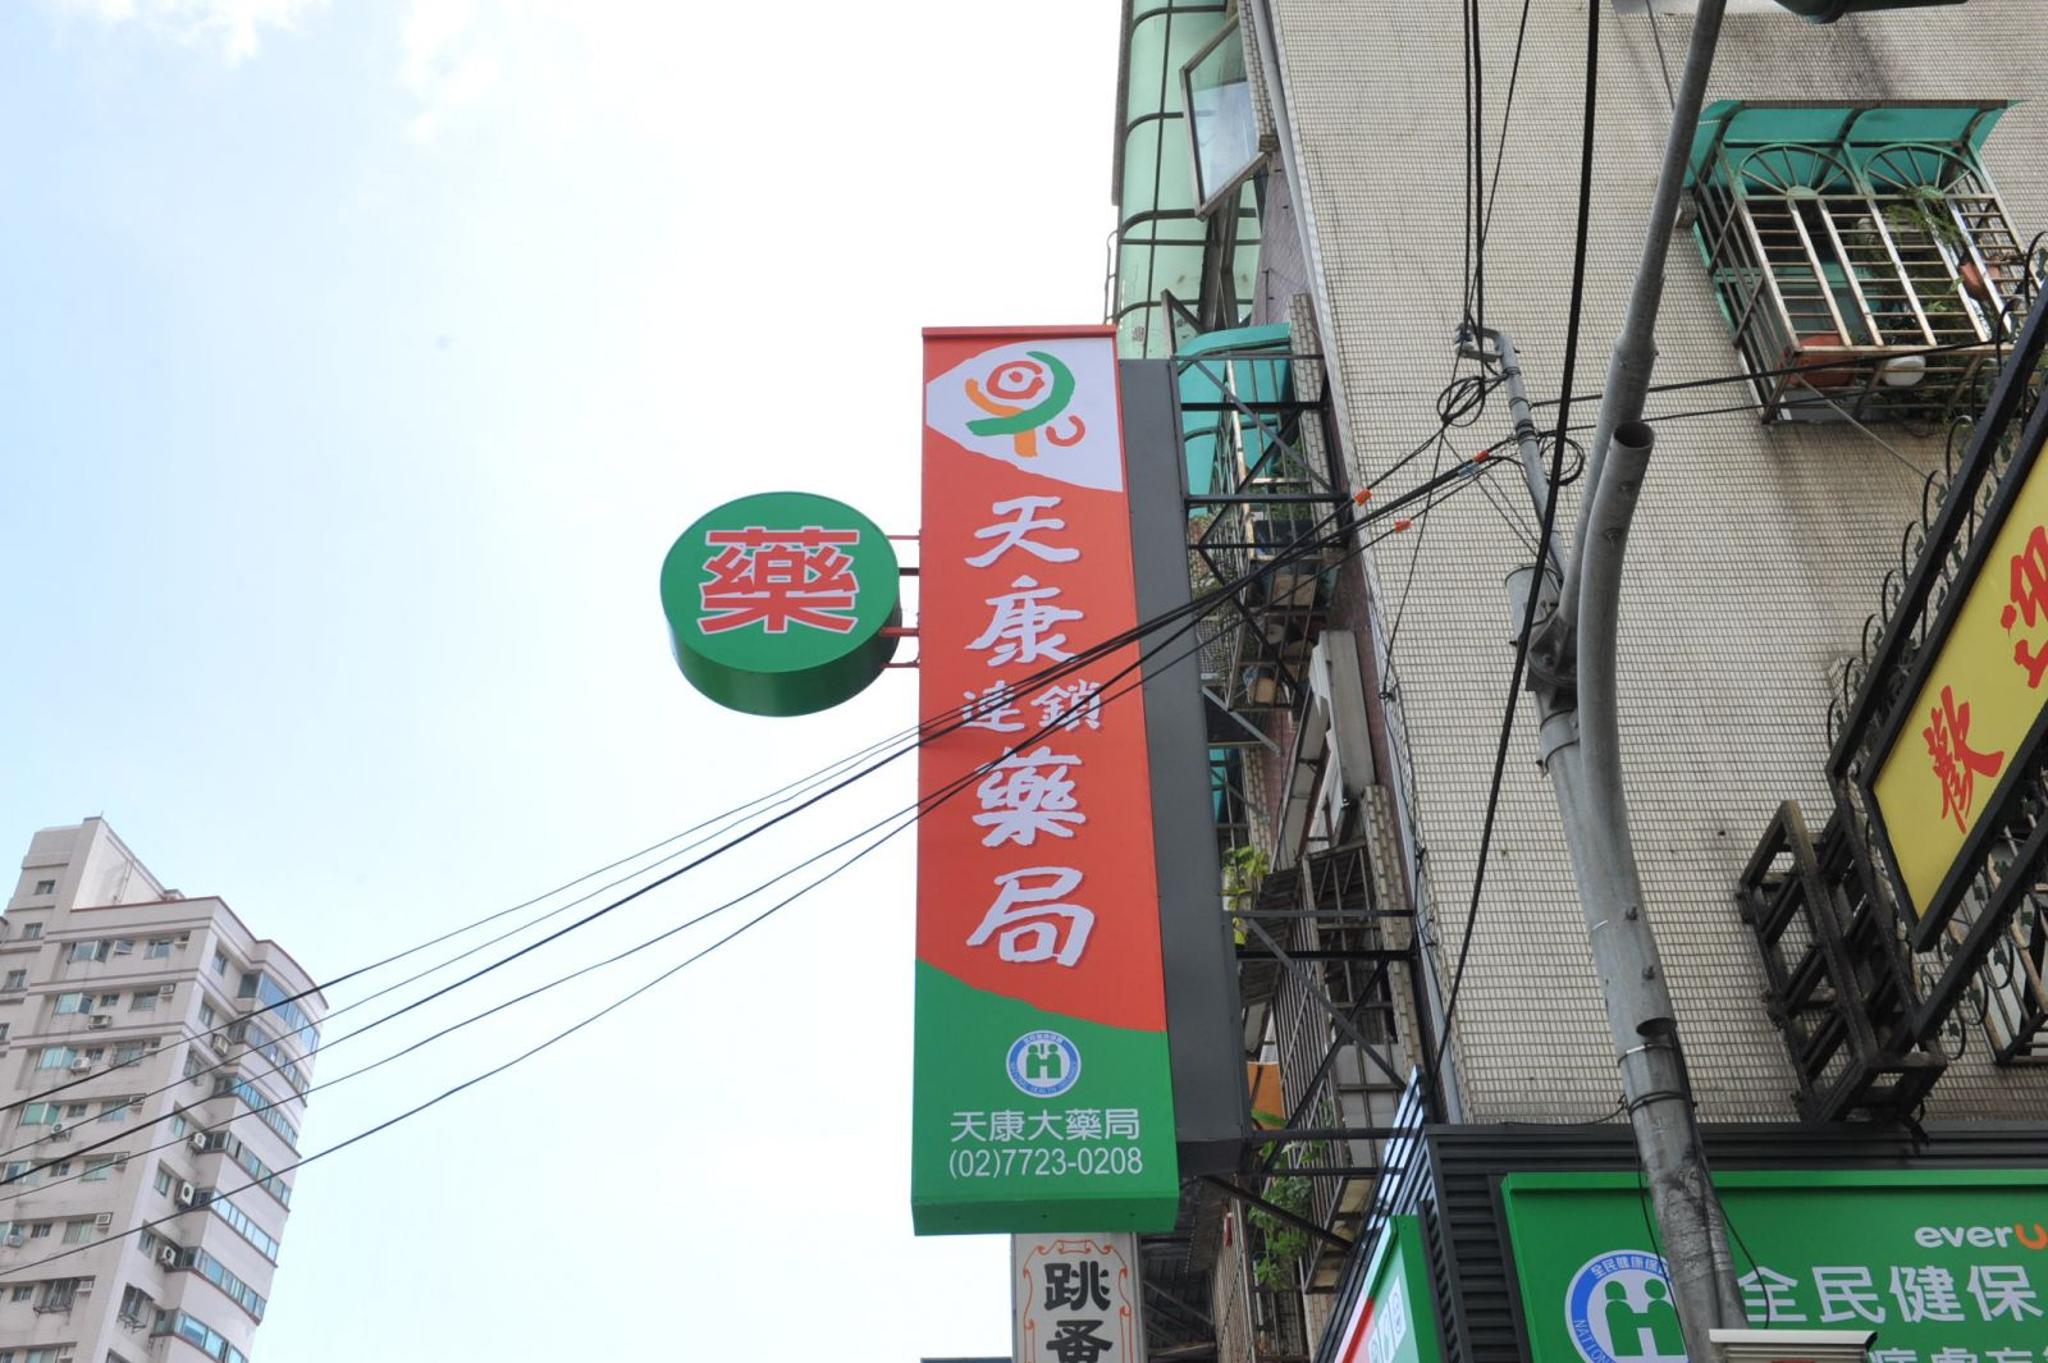 藥
天康
連鎖
藥局
天康大藥局
(02)7723-0208
跳蚤
歡迎
everU
全民健保